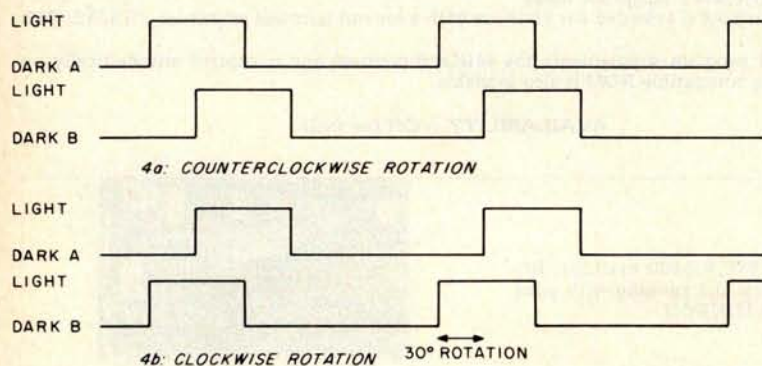 LIGHT
DARK A
LIGHT
DARK B
4a: COUNTERCLOCKWISE ROTATION
LIGHT
DARK A
LIGHT
DARK B
30° ROTATION
4b: CLOCKWISE ROTATION